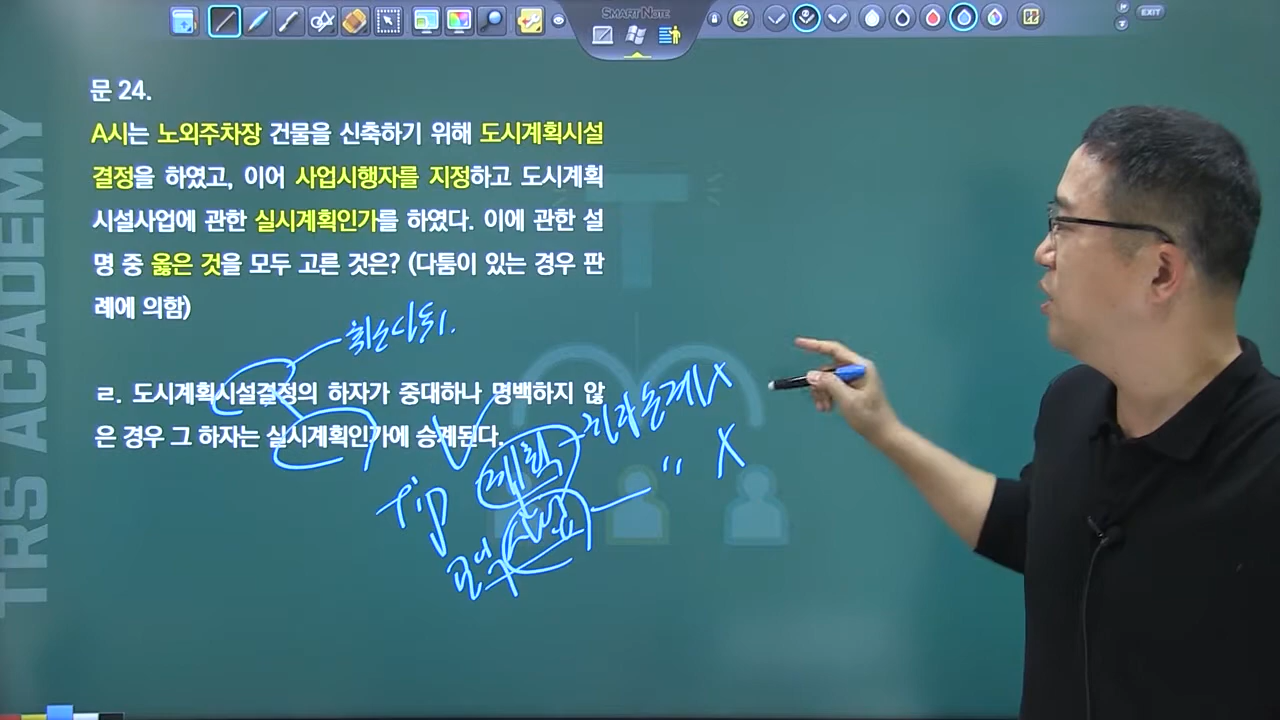 SMART NOTE
EXIT
TRS ACADEMY
문 24.
A시는 노외주차장 건물을 신축하기 위해 도시계획시설
결정을 하였고, 이어 사업시행자를 지정하고 도시계획
시설사업에 관한 실시계획인가를 하였다. 이에 관한 설
명 중 옳은 것을 모두 고른 것은? (다툼이 있는 경우 판
례에 의함)
ㄹ. 도시계획시설결정의 하자가 중대하나 명백하지 않
은 경우 그 하자는 실시계획인가에 승계된다.
Tip 계획
X
" X